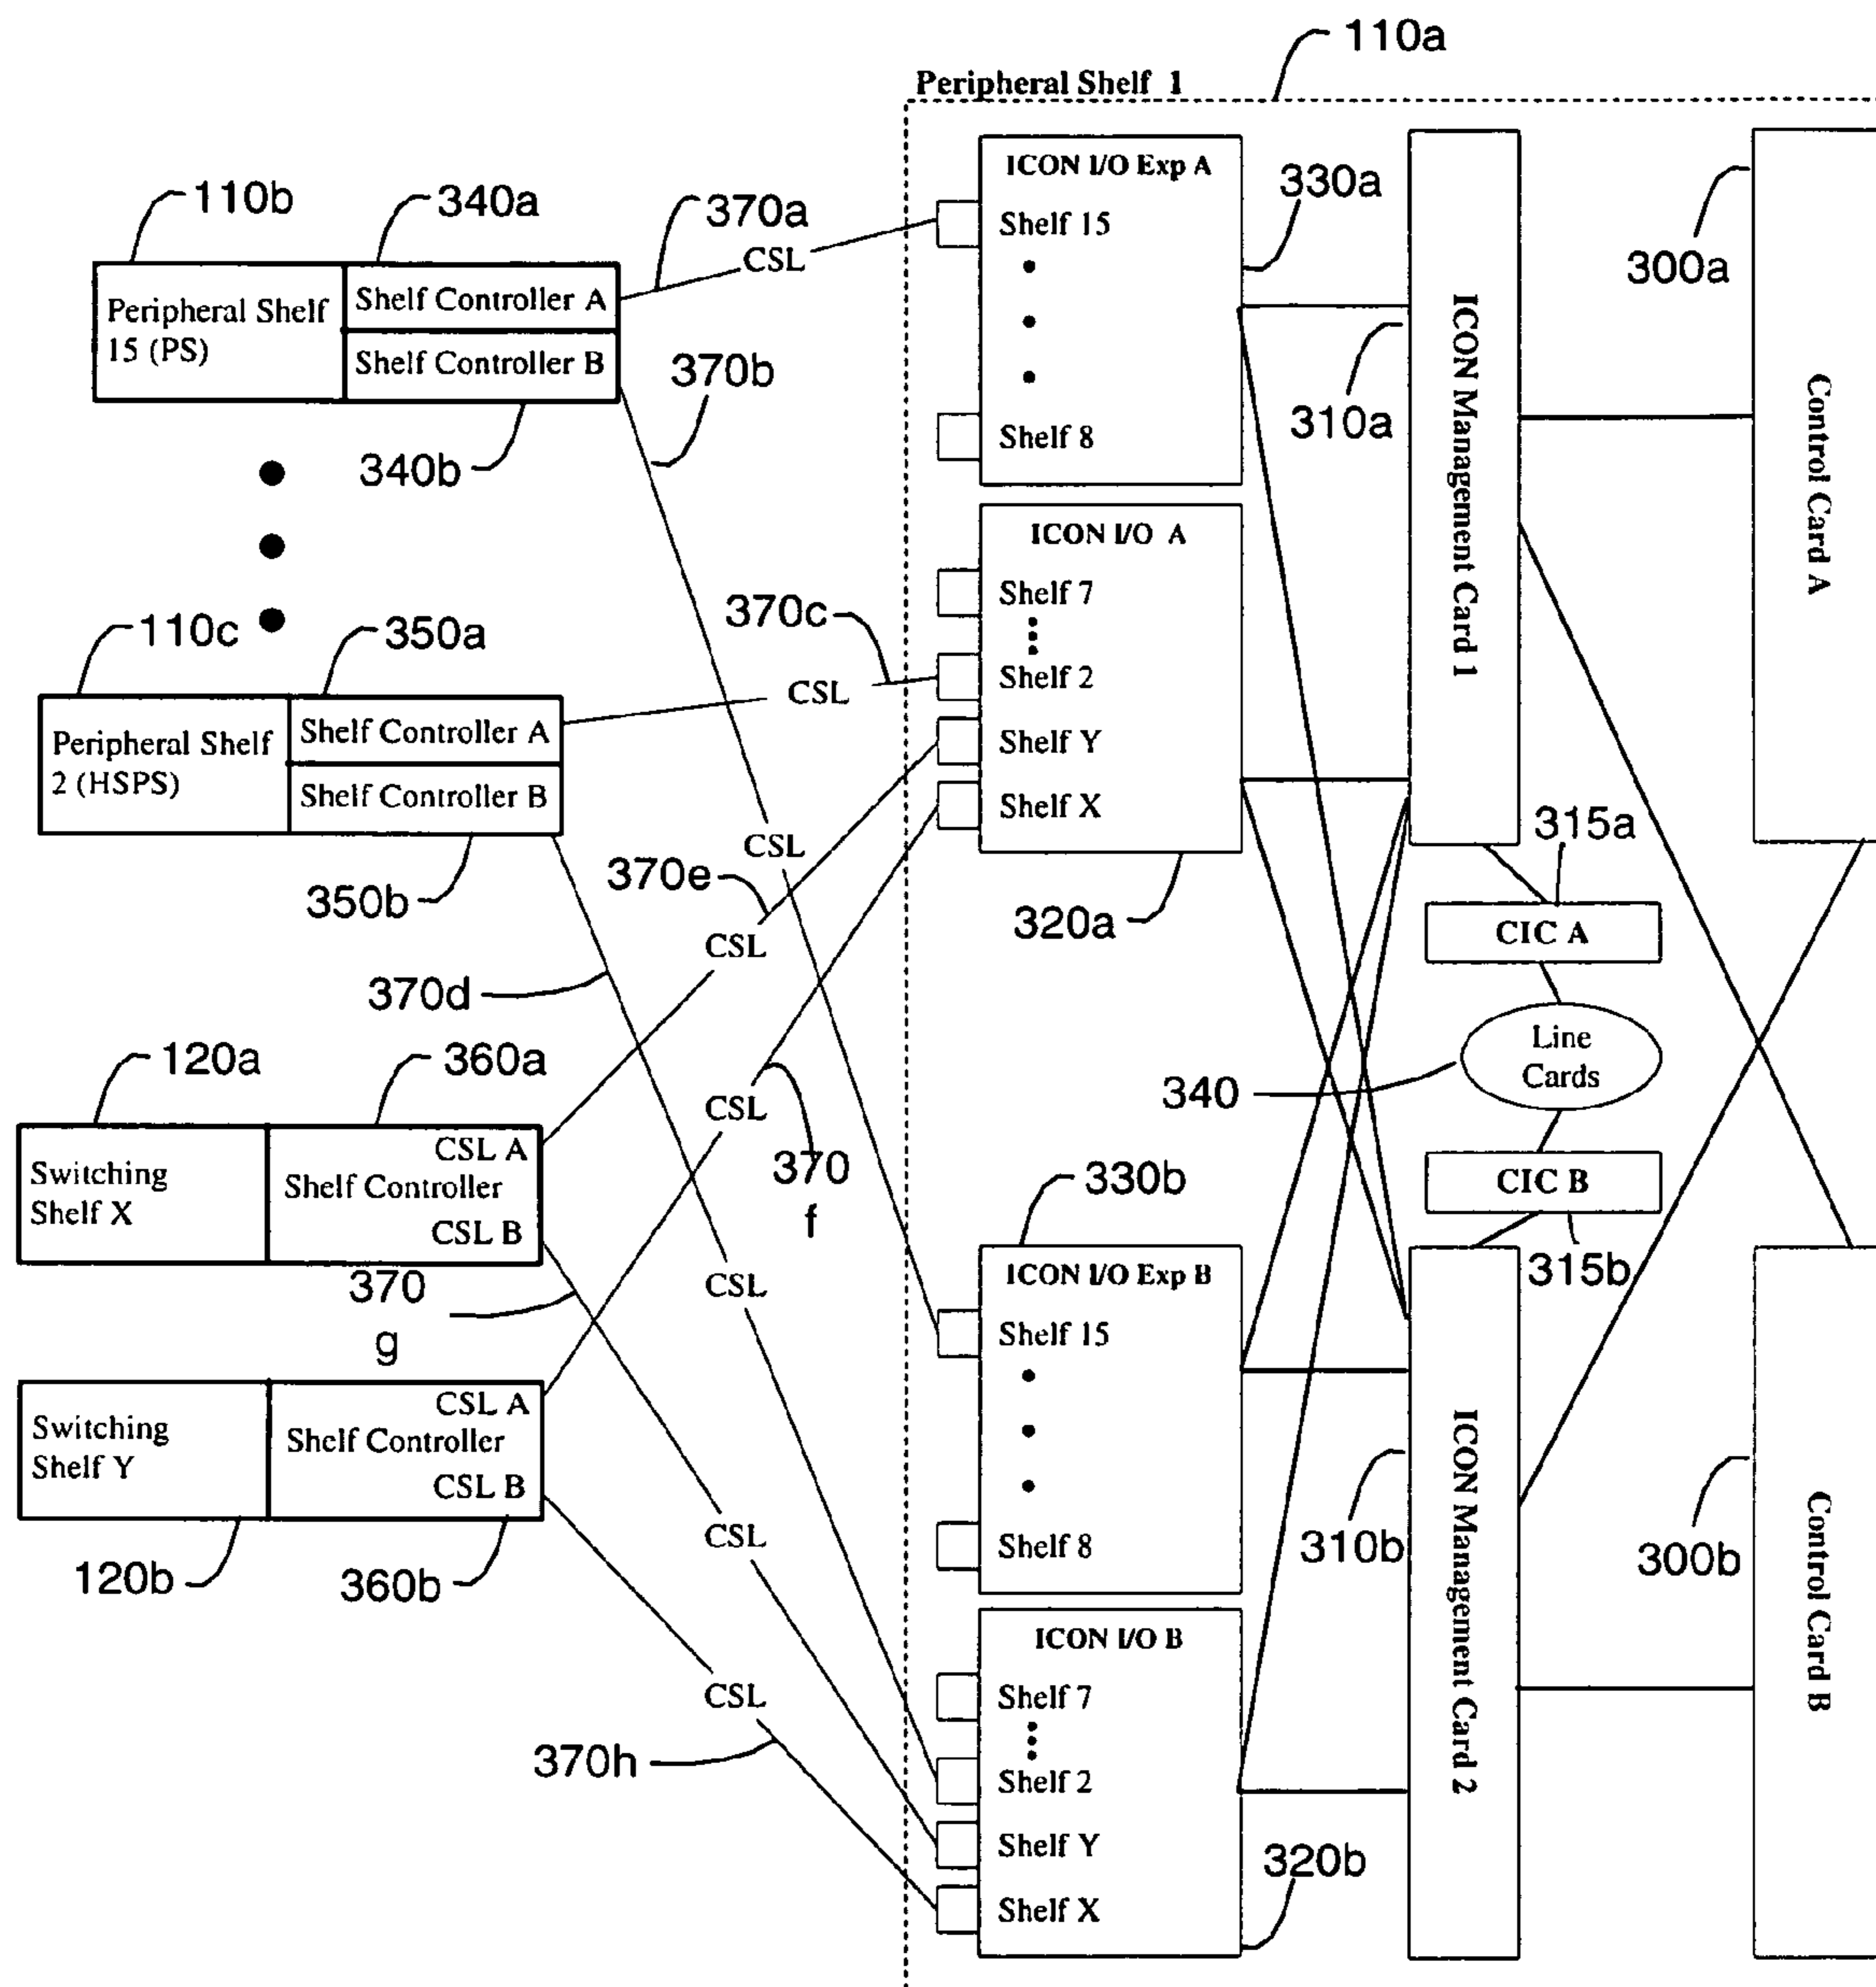 110a
Peripheral Shelf 1
110b
340a
370a
CSL
Peripheral Shelf
15 (PS)
Shelf Controller A
Shelf Controller B
370b
340b
ICON I/O Exp A
Shelf 15
Shelf 8
330a
310a
ICON Management Card 1
300a
Control Card A
110c
350a
370c
CSL
Peripheral Shelf
2 (HSPS)
Shelf Controller A
Shelf Controller B
350b
ICON I/O A
Shelf 7
Shelf 2
Shelf Y
Shelf X
320a
CSL
370e
CSL
370d
315a
CIC A
Line
Cards
340
CIC B
315b
120a
360a
Switching
Shelf X
CSL A
Shelf Controller
CSL B
CSL
370
f
CSL
370
g
330b
ICON I/O Exp B
Shelf 15
Shelf 8
310b
ICON Management Card 2
300b
Control Card B
Switching
Shelf Y
CSL A
Shelf Controller
CSL B
120b
360b
CSL
CSL
370h
ICON I/O B
Shelf 7
Shelf 2
Shelf Y
Shelf X
320b